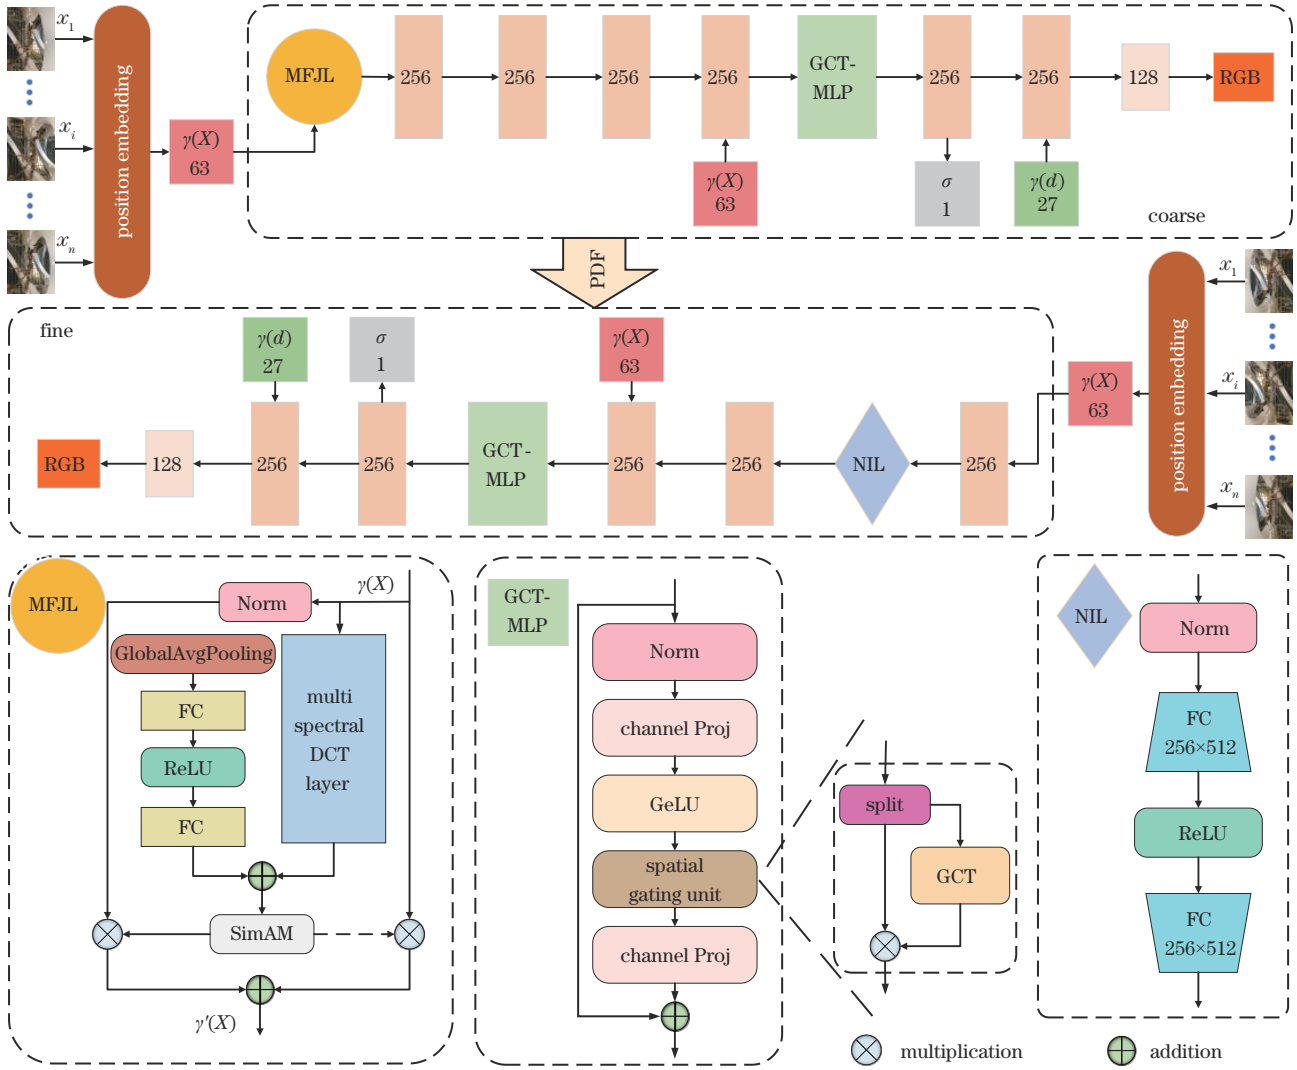 x1
xi
xn
position embedding
γ(X)
63
MFJL
256
256
256
256
GCT-
MLP
256
256
128
RGB
γ(X)
63
σ
1
γ(d)
27
coarse
PDF
fine
γ(d)
27
σ
1
γ(X)
63
RGB
128
256
256
GCT-
MLP
256
256
NIL
256
γ(X)
63
position embedding
x1
xi
xn
MFJL
γ(X)
Norm
GlobalAvgPooling
FC
ReLU
FC
multi
spectral
DCT
layer
SimAM
γ′(X)
GCT-
MLP
Norm
channel Proj
GeLU
spatial
gating unit
channel Proj
split
GCT
NIL
Norm
FC
256×512
ReLU
FC
256×512
multiplication
addition